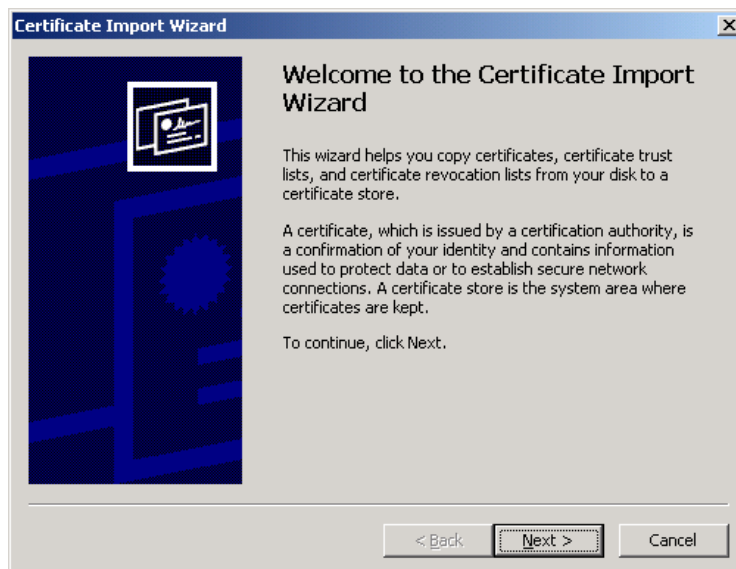 Certificate Import Wizard
Welcome to the Certificate Import
Wizard
This wizard helps you copy certificates, certificate trust
lists, and certificate revocation lists from your disk to a
certificate store.
A certificate, which is issued by a certification authority, is
a confirmation of your identity and contains information
used to protect data or to establish secure network
connections. A certificate store is the system area where
certificates are kept.
To continue, click Next.
< Back Next > Cancel